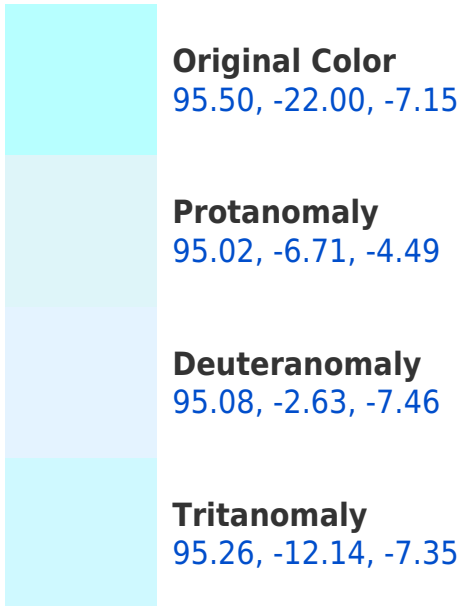 Original Color
95.50, -22.00, -7.15
Protanomaly
95.02, -6.71, -4.49
Deuteranomaly
95.08, -2.63, -7.46
Tritanomaly
95.26, -12.14, -7.35